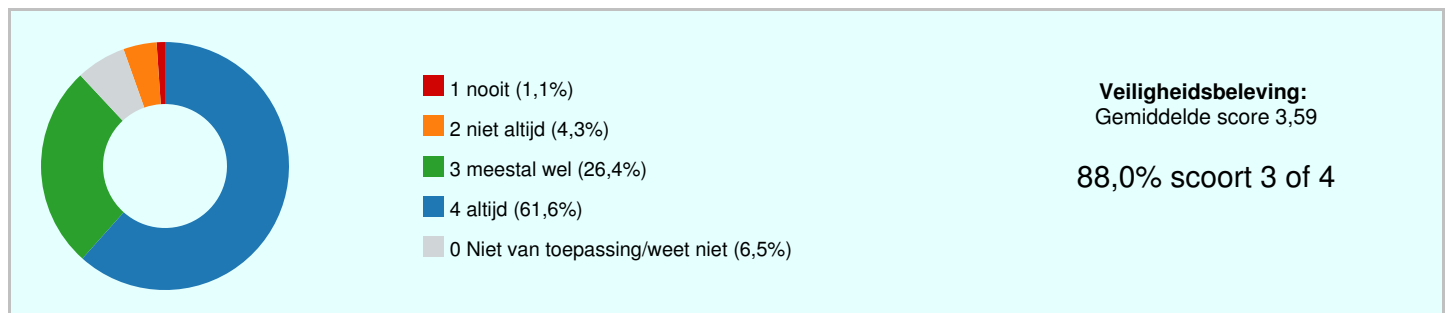 1 nooit (1,1%)
2 niet altijd (4,3%)
3 meestal wel (26,4%)
4 altijd (61,6%)
0 Niet van toepassing/weet niet (6,5%)
Veiligheidsbeleving:
Gemiddelde score 3,59
88,0% scoort 3 of 4